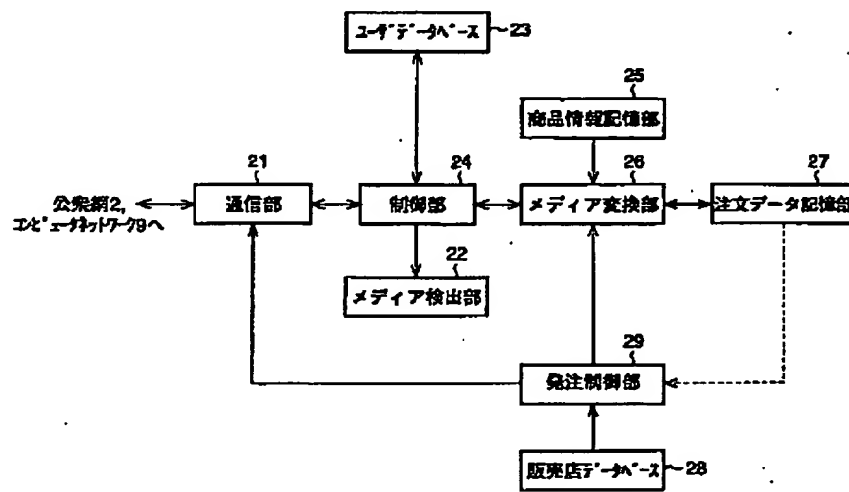 ユーザデータベース
23
25
商品情報記憶部
21
24
26
27
公衆網2,
コンピュータネットワーク9へ
通信部
制御部
メディア変換部
注文データ記憶部
22
メディア検出部
29
発注制御部
販売店データベース
28